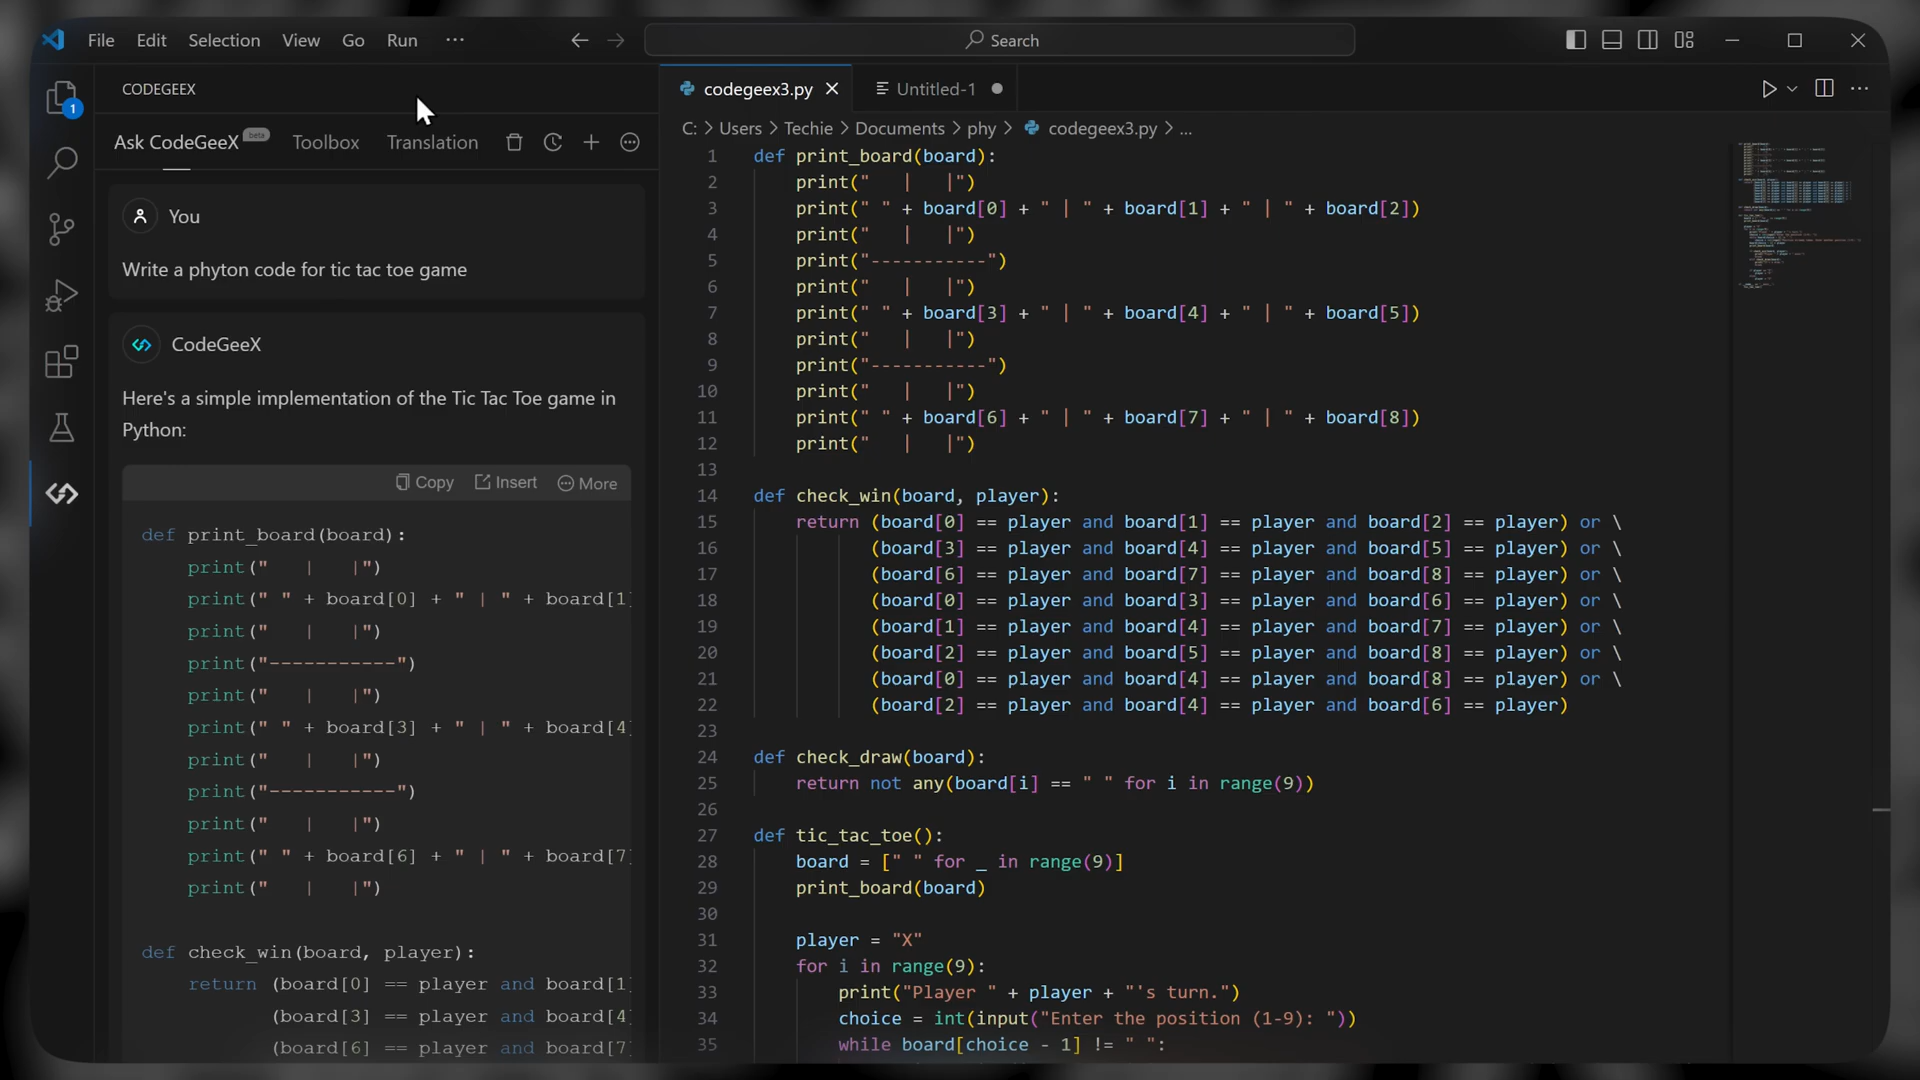 File Edit Selection View Go Run ···
Search
CODEGEEX
Ask CodeGeeX beta Toolbox Translation
1
You
Write a phyton code for tic tac toe game
CodeGeeX
Here's a simple implementation of the Tic Tac Toe game in
Python:
Copy Insert More
def print_board(board):
print("   |   |")
print(" " + board[0] + " | " + board[1]
print("   |   |")
print("-----------")
print("   |   |")
print(" " + board[3] + " | " + board[4]
print("   |   |")
print("-----------")
print("   |   |")
print(" " + board[6] + " | " + board[7]
print("   |   |")
def check_win(board, player):
return (board[0] == player and board[1]
(board[3] == player and board[4]
(board[6] == player and board[7]
codegeex3.py Untitled-1
C: > Users > Techie > Documents > phy > codegeex3.py > ...
1 def print_board(board):
2 print("   |   |")
3 print(" " + board[0] + " | " + board[1] + " | " + board[2])
4 print("   |   |")
5 print("-----------")
6 print("   |   |")
7 print(" " + board[3] + " | " + board[4] + " | " + board[5])
8 print("   |   |")
9 print("-----------")
10 print("   |   |")
11 print(" " + board[6] + " | " + board[7] + " | " + board[8])
12 print("   |   |")
13
14 def check_win(board, player):
15 return (board[0] == player and board[1] == player and board[2] == player) or \
16 (board[3] == player and board[4] == player and board[5] == player) or \
17 (board[6] == player and board[7] == player and board[8] == player) or \
18 (board[0] == player and board[3] == player and board[6] == player) or \
19 (board[1] == player and board[4] == player and board[7] == player) or \
20 (board[2] == player and board[5] == player and board[8] == player) or \
21 (board[0] == player and board[4] == player and board[8] == player) or \
22 (board[2] == player and board[4] == player and board[6] == player)
23
24 def check_draw(board):
25 return not any(board[i] == " " for i in range(9))
26
27 def tic_tac_toe():
28 board = [" " for _ in range(9)]
29 print_board(board)
30
31 player = "X"
32 for i in range(9):
33 print("Player " + player + "'s turn.")
34 choice = int(input("Enter the position (1-9): "))
35 while board[choice - 1] != " ":